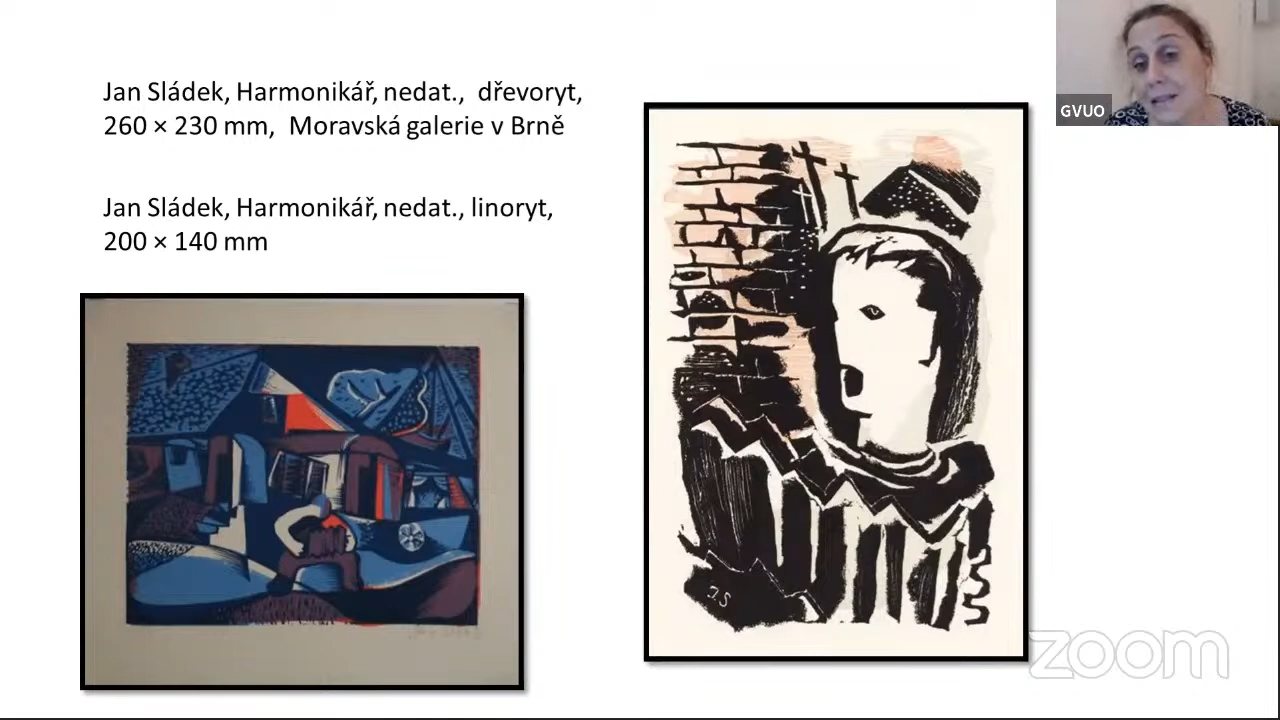 Jan Sládek, Harmonikář, nedat., dřevoryt,
260 × 230 mm, Moravská galerie v Brně
Jan Sládek, Harmonikář, nedat., linoryt,
200 × 140 mm
GVUO
J.S
zoom